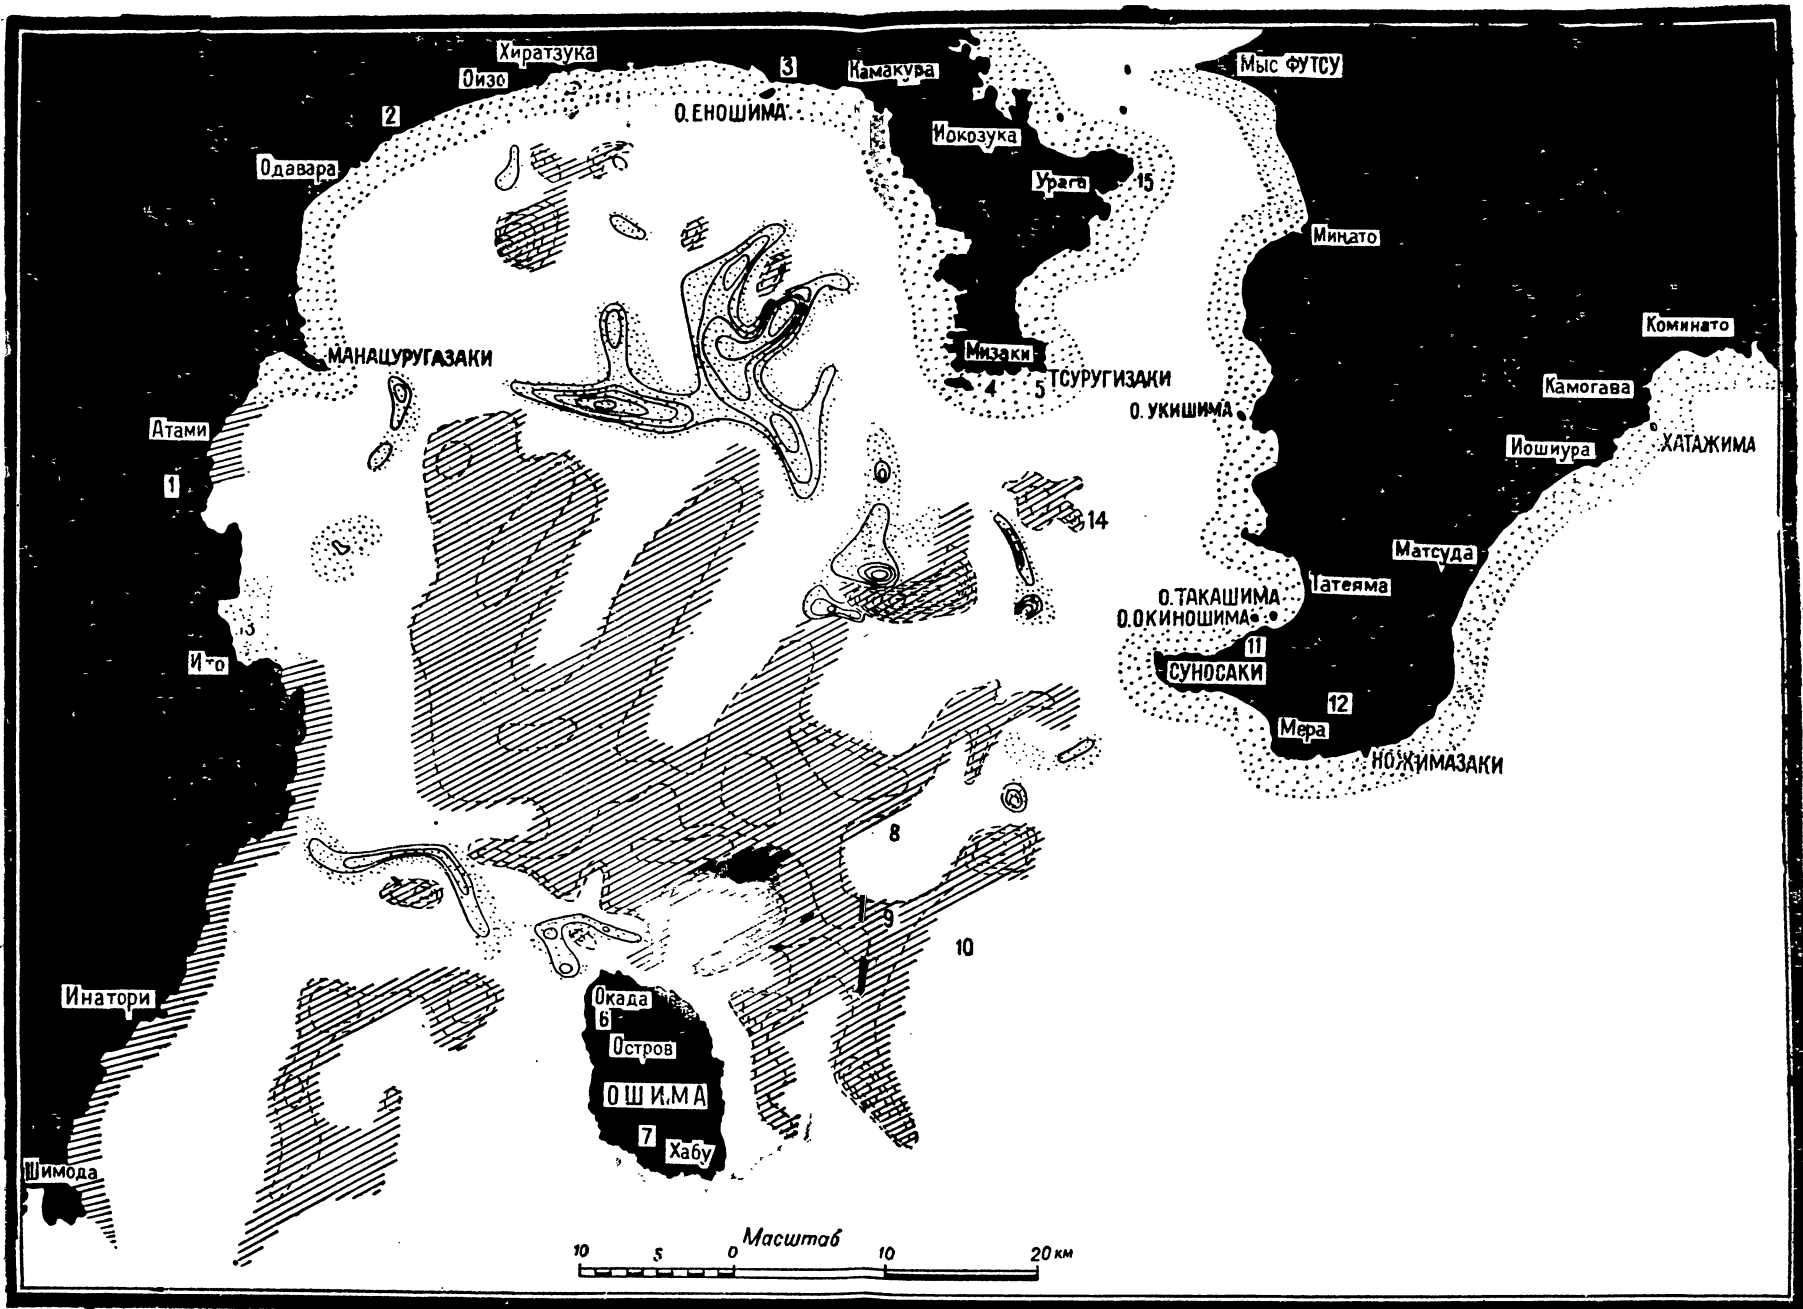 Хиратзука
Оизо
3
Камакура
Мыс ФУТСУ
2
О.ЕНОШИМА
Иокозука
Одавара
Урага
15
Минато
Коминато
МАНАЦУРУГАЗАКИ
Мизаки
ТСУРУГИЗАКИ
4
5
Камогава
О.УКИШИМА
Атами
Иошиура
ХАТАЖИМА
1
14
Матсуда
Татеяма
О.ТАКАШИМА
О.ОКИНОШИМА
13
11
Ито
СУНОСАКИ
12
Мера
НОЖИМАЗАКИ
8
9
10
Инатори
Окада
6
Остров
ОШИМА
7
Хабу
Шимода
Масштаб
10 5 0 10 20 км